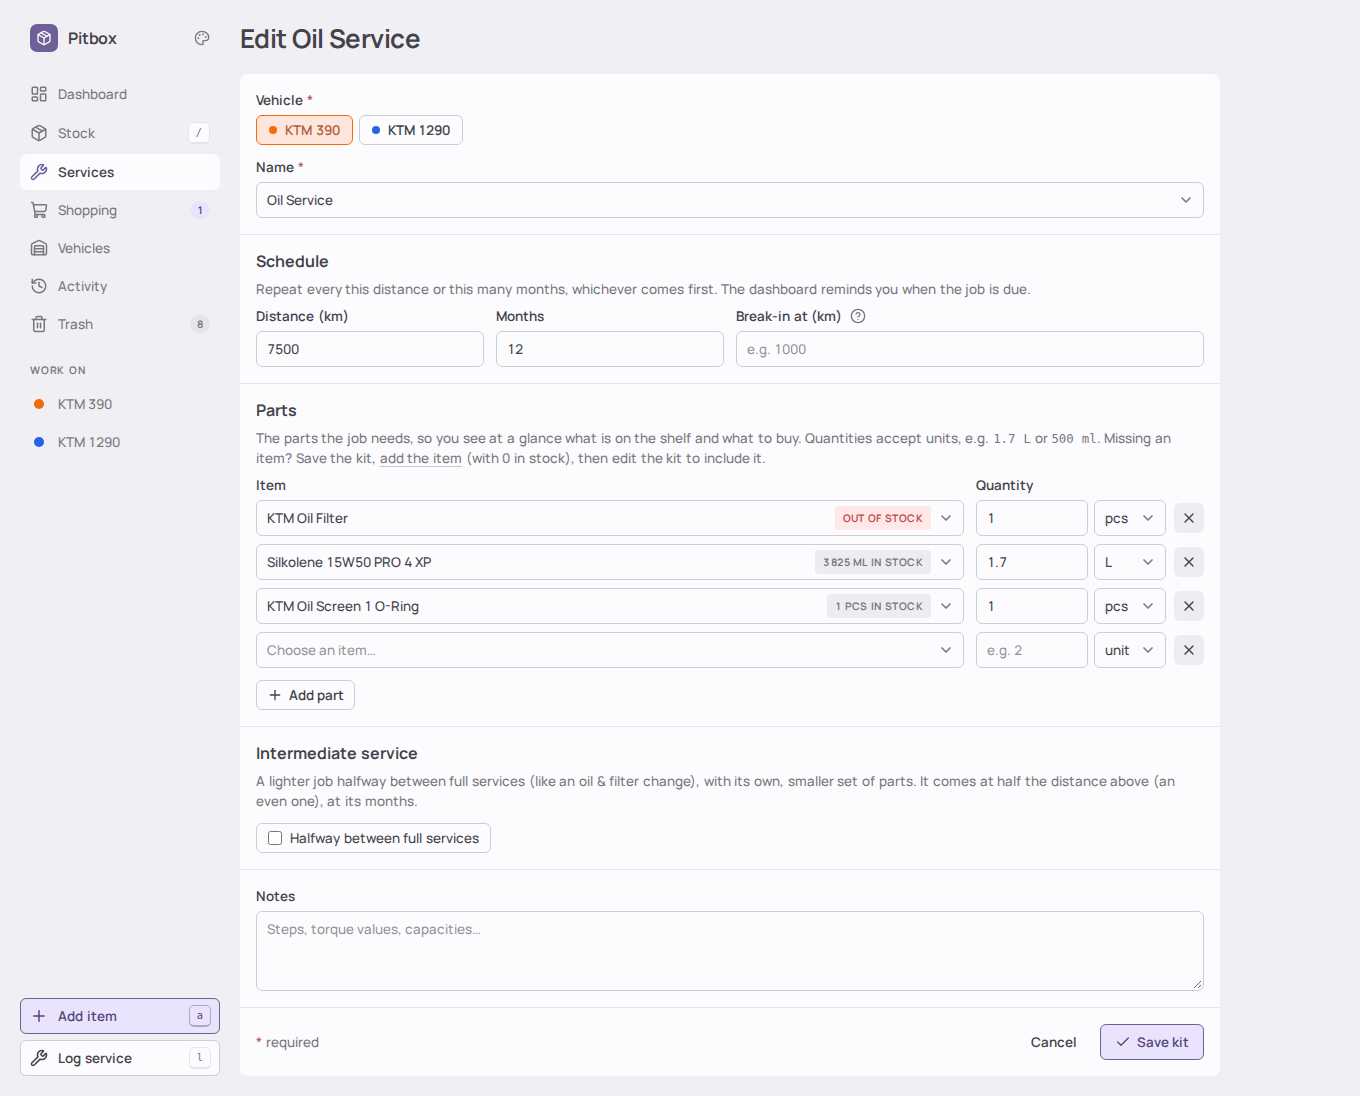 Pitbox
Dashboard
Stock /
Services
Shopping 1
Vehicles
Activity
Trash 8
WORK ON
KTM 390
KTM 1290
Add item a
Log service l
Edit Oil Service
Vehicle *
KTM 390 KTM 1290
Name *
Oil Service
Schedule
Repeat every this distance or this many months, whichever comes first. The dashboard reminds you when the job is due.
Distance (km) Months Break-in at (km) ?
7500 12 e.g. 1000
Parts
The parts the job needs, so you see at a glance what is on the shelf and what to buy. Quantities accept units, e.g. 1.7 L or 500 ml. Missing an
item? Save the kit, add the item (with 0 in stock), then edit the kit to include it.
Item Quantity
KTM Oil Filter OUT OF STOCK 1 pcs
Silkolene 15W50 PRO 4 XP 3 825 ML IN STOCK 1.7 L
KTM Oil Screen 1 O-Ring 1 PCS IN STOCK 1 pcs
Choose an item… e.g. 2 unit
Add part
Intermediate service
A lighter job halfway between full services (like an oil & filter change), with its own, smaller set of parts. It comes at half the distance above (an
even one), at its months.
Halfway between full services
Notes
Steps, torque values, capacities…
* required Cancel Save kit